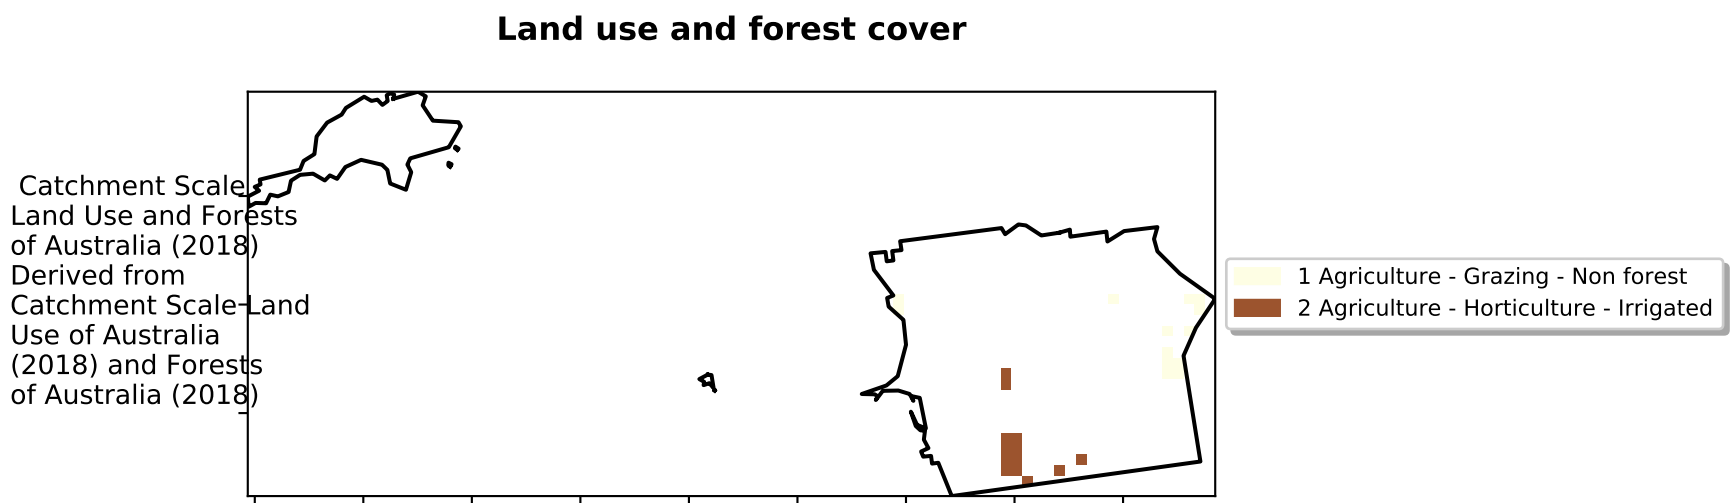 Land use and forest cover
Catchment Scale
Land Use and Forests
of Australia (2018)
Derived from
Catchment Scale Land
Use of Australia
(2018) and Forests
of Australia (2018)
1 Agriculture - Grazing - Non forest
2 Agriculture - Horticulture - Irrigated